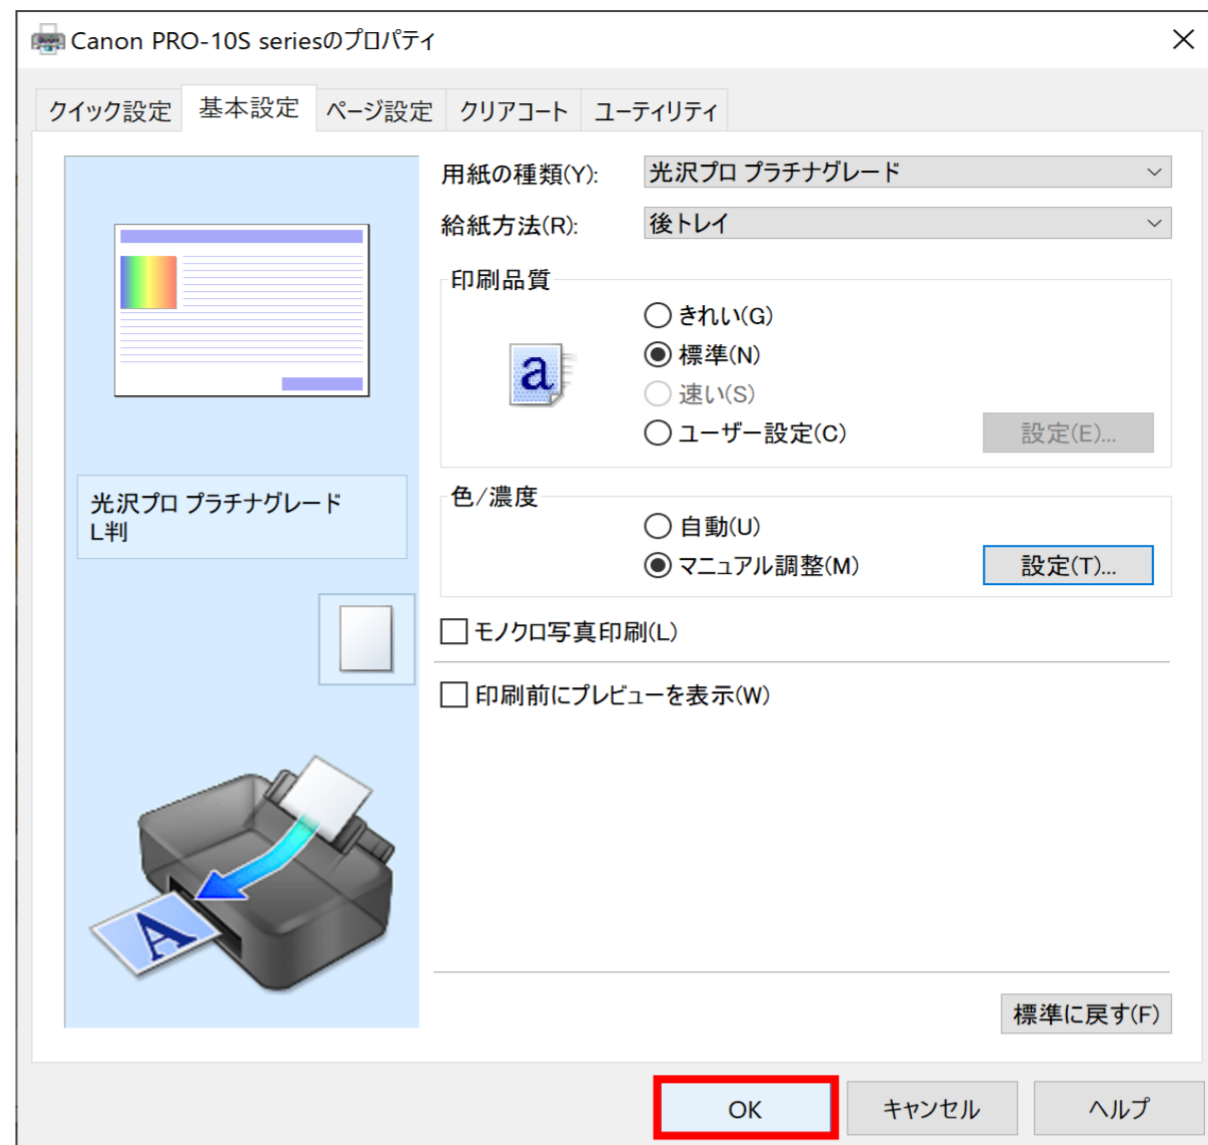 Canon PRO-10S seriesのプロパティ
クイック設定 基本設定 ページ設定 クリアコート ユーティリティ
用紙の種類(Y): 光沢プロ プラチナグレード
給紙方法(R): 後トレイ
印刷品質
きれい(G)
標準(N)
速い(S)
ユーザー設定(C) 設定(E)...
a
光沢プロ プラチナグレード
L判
色/濃度
自動(U)
マニュアル調整(M) 設定(T)...
モノクロ写真印刷(L)
印刷前にプレビューを表示(W)
A
標準に戻す(F)
OK キャンセル ヘルプ